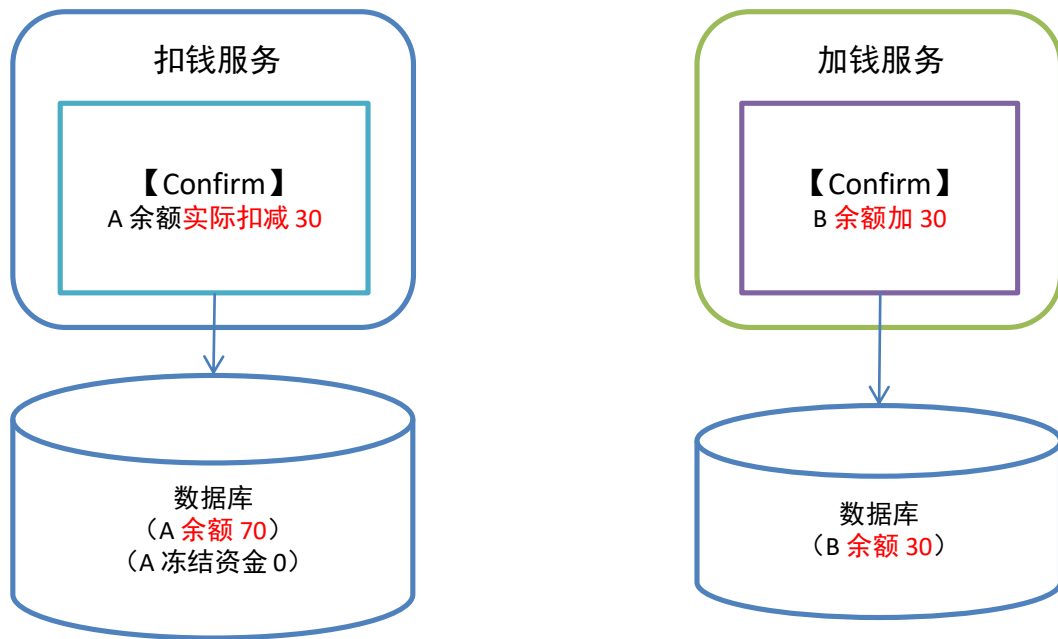 扣钱服务
【Confirm】
A 余额实际扣减 30
数据库
（A 余额 70）
（A 冻结资金 0）
加钱服务
【Confirm】
B 余额加 30
数据库
（B 余额 30）